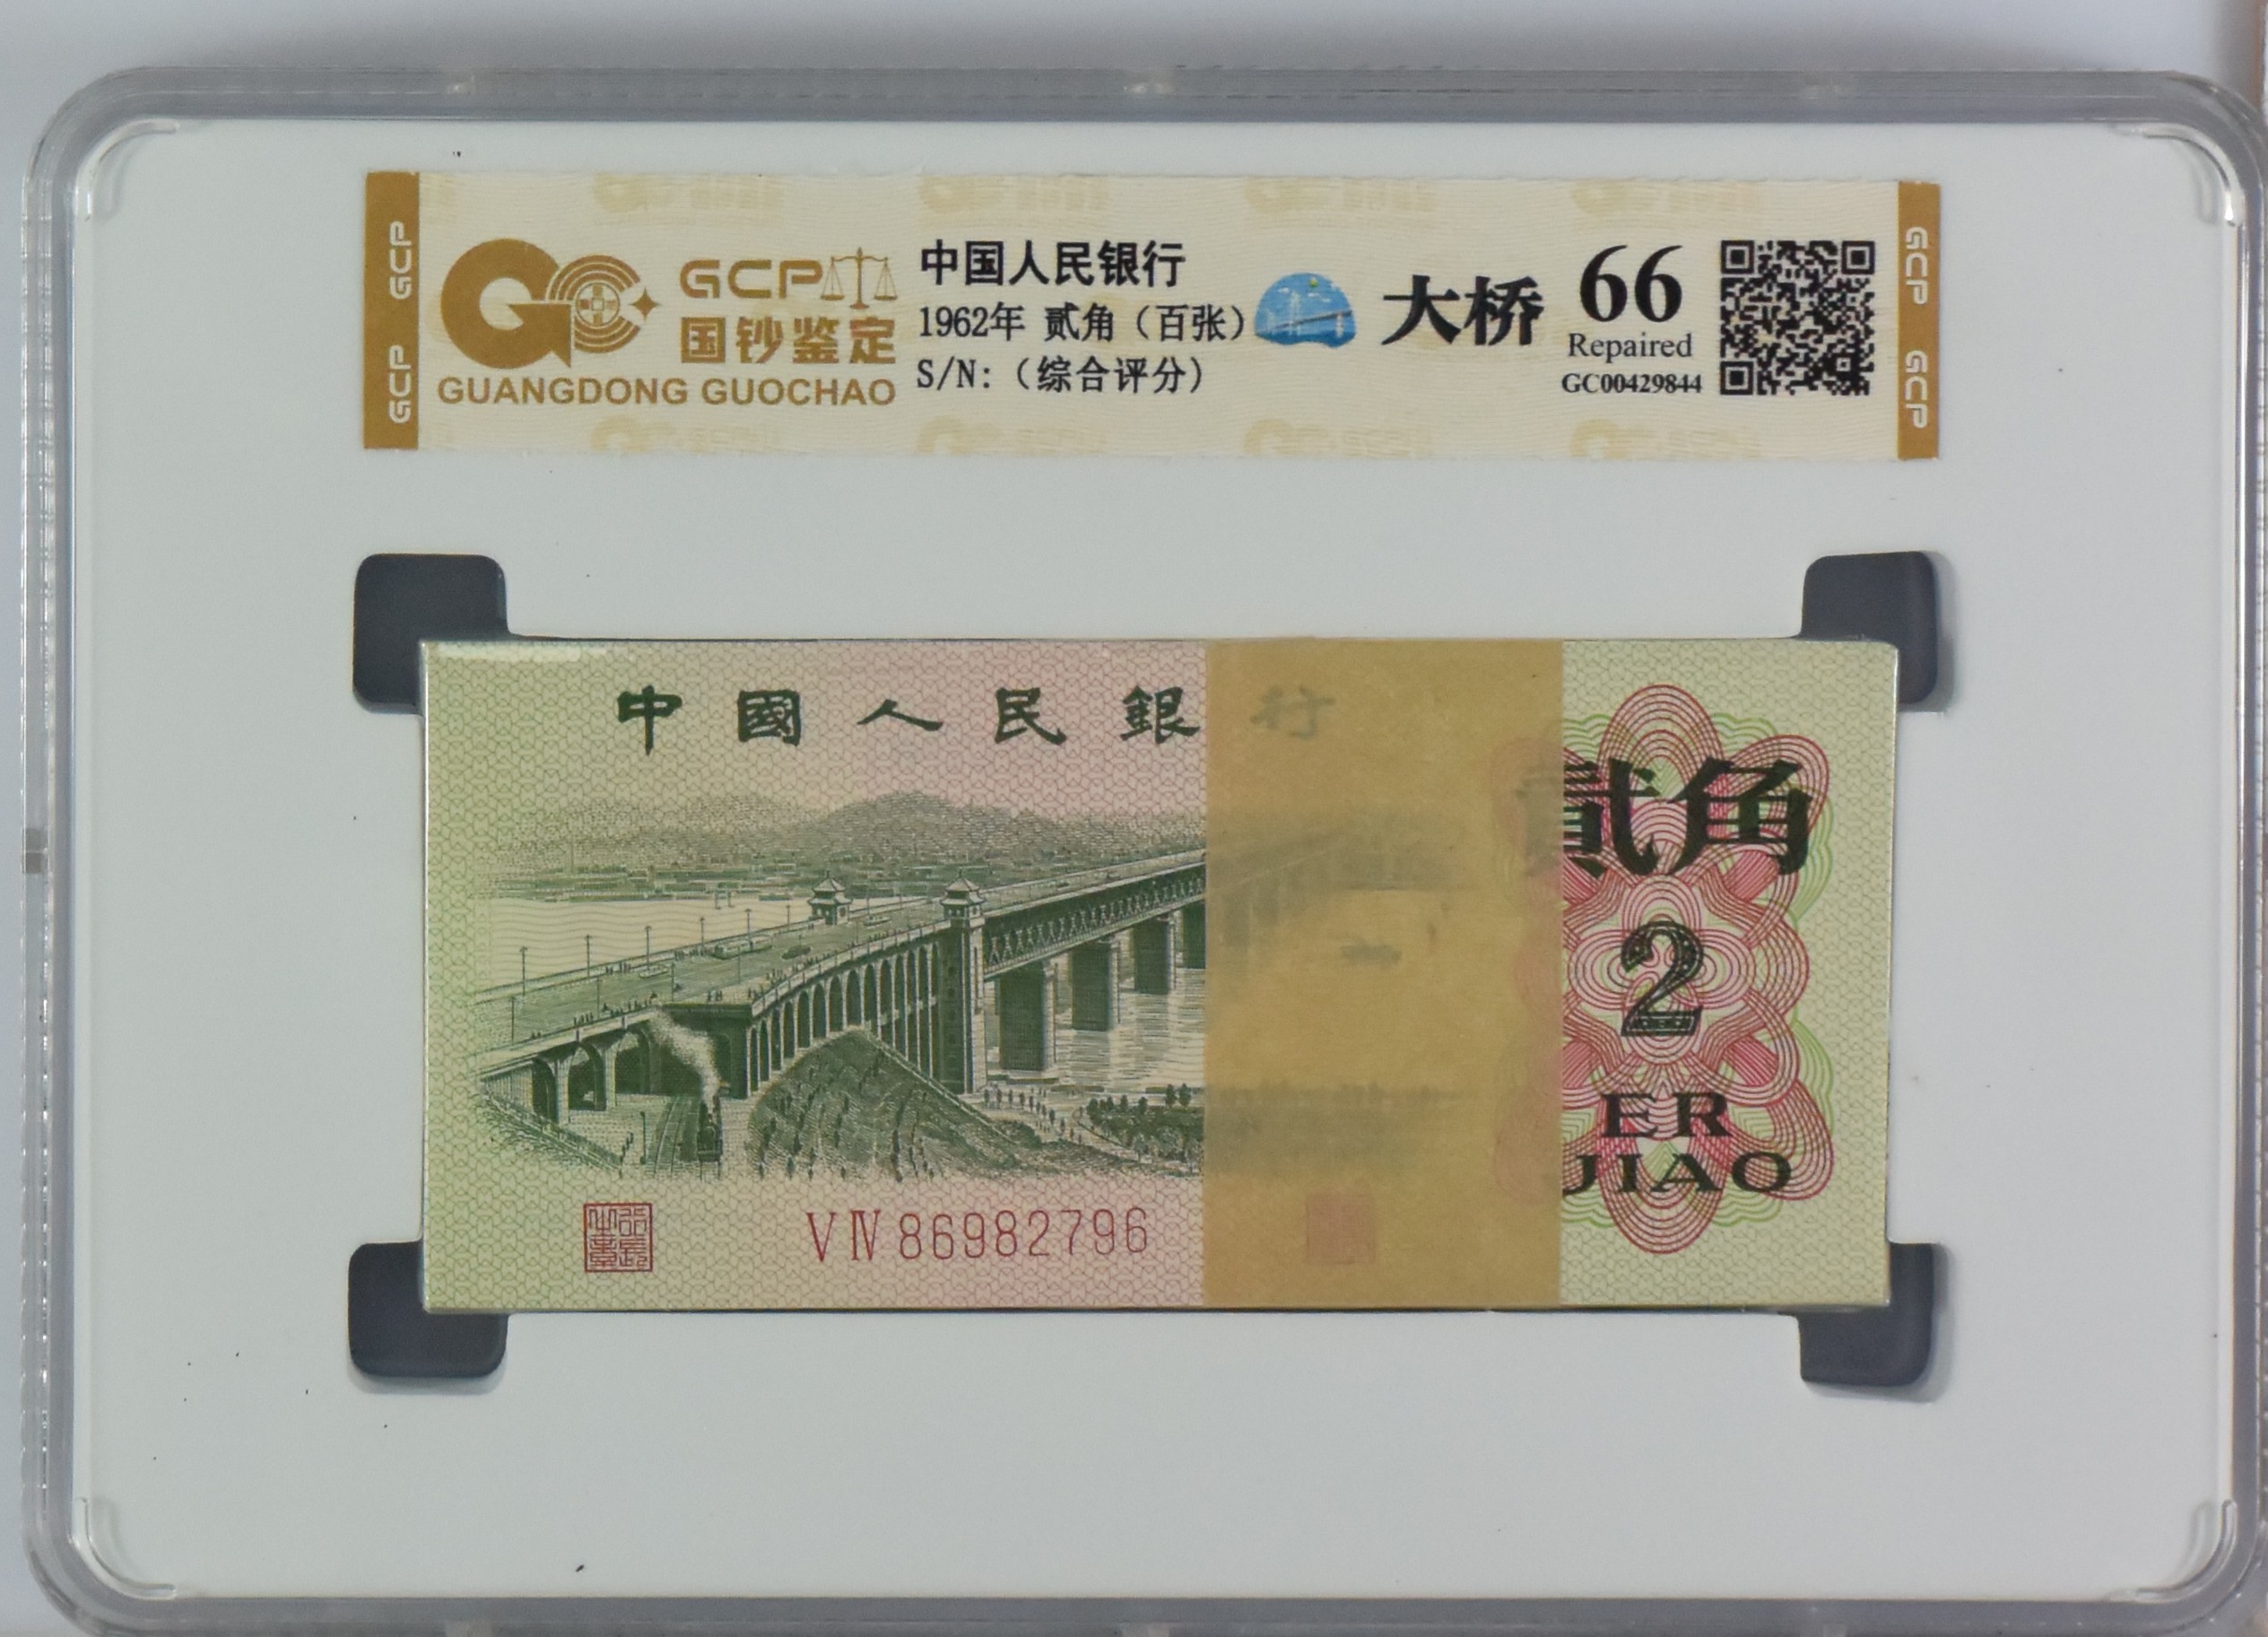 GCP GCP
GCP
国钞鉴定
GUANGDONG GUOCHAO
中国人民银行
1962年 贰角（百张）
S/N:（综合评分）
大桥
66
Repaired
GC00429844
GCP GCP
中國人民銀行
貳角
2
ER
JIAO
VⅣ86982796